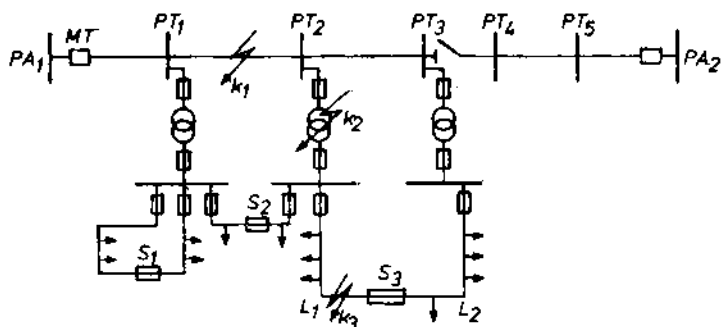 PT1 PT2 PT3 PT4 PT5
MT
PA1 PA2
k1
k2
S2
S1 S3
L1 k3 L2